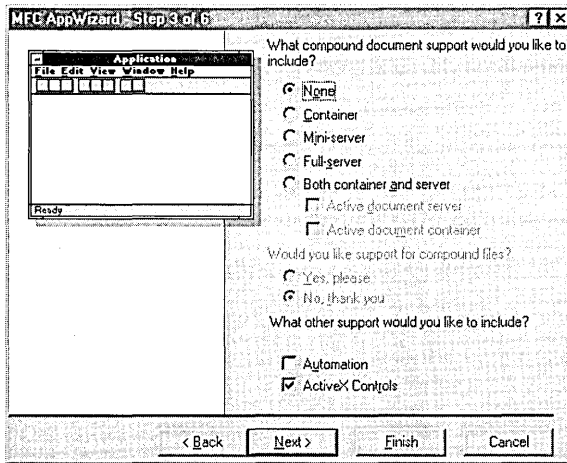 MFC AppWizard - Step 3 of 6
Application
File Edit View Window Help
Ready
What compound document support would you like to
include?
None
Container
Mini-server
Full-server
Both container and server
Active document server
Active document container
Would you like support for compound files?
Yes, please
No, thank you
What other support would you like to include?
Automation
ActiveX Controls
< Back
Next >
Finish
Cancel